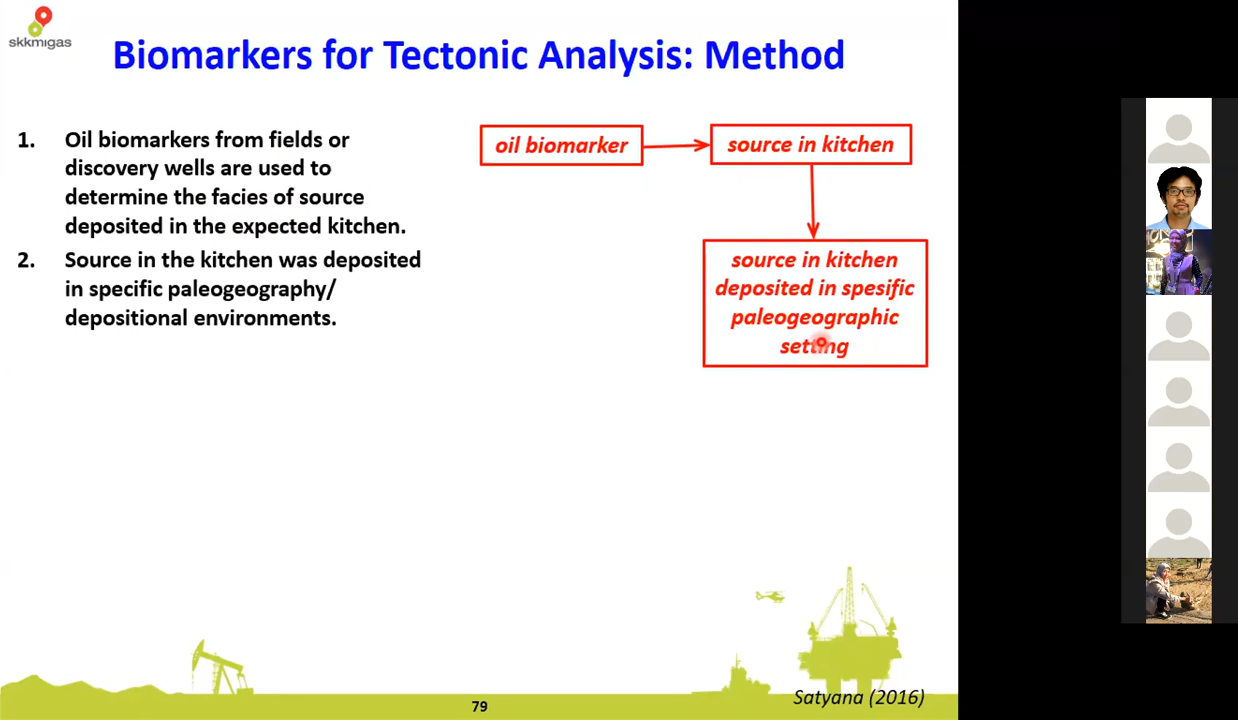 skkmigas
Biomarkers for Tectonic Analysis: Method
1. Oil biomarkers from fields or
discovery wells are used to
determine the facies of source
deposited in the expected kitchen.
2. Source in the kitchen was deposited
in specific paleogeography/
depositional environments.
oil biomarker
source in kitchen
source in kitchen
deposited in spesific
paleogeographic
setting
79
Satyana (2016)